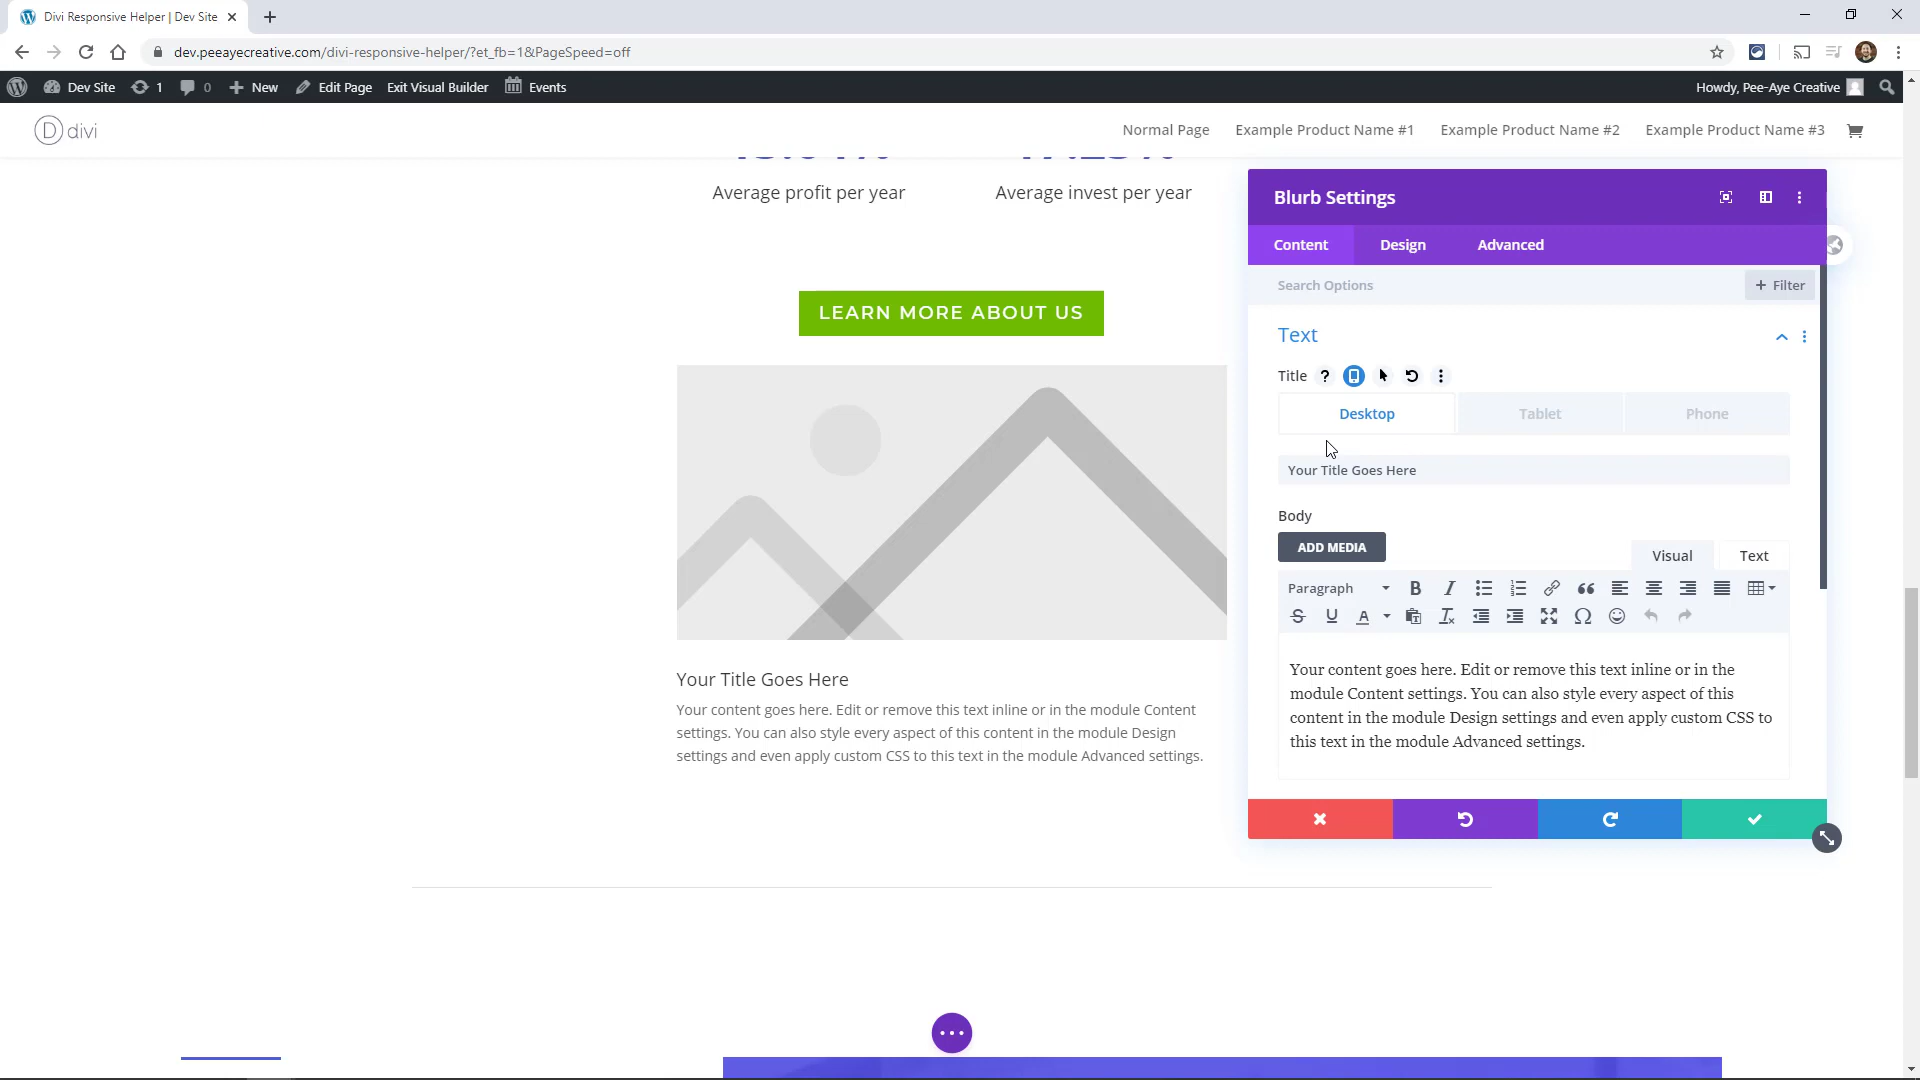 Divi Responsive Helper | Dev Site
dev.peeayecreative.com/divi-responsive-helper/?et_fb=1&PageSpeed=off
Dev Site 1 0 New Edit Page Exit Visual Builder Events Howdy, Pee-Aye Creative
D divi Normal Page Example Product Name #1 Example Product Name #2 Example Product Name #3
Average profit per year Average invest per year
LEARN MORE ABOUT US
Your Title Goes Here
Your content goes here. Edit or remove this text inline or in the module Content
settings. You can also style every aspect of this content in the module Design
settings and even apply custom CSS to this text in the module Advanced settings.
Blurb Settings
Content Design Advanced
Search Options + Filter
Text
Title ?
Desktop Tablet Phone
Your Title Goes Here
Body
ADD MEDIA
Visual Text
Paragraph
Your content goes here. Edit or remove this text inline or in the
module Content settings. You can also style every aspect of this
content in the module Design settings and even apply custom CSS to
this text in the module Advanced settings.